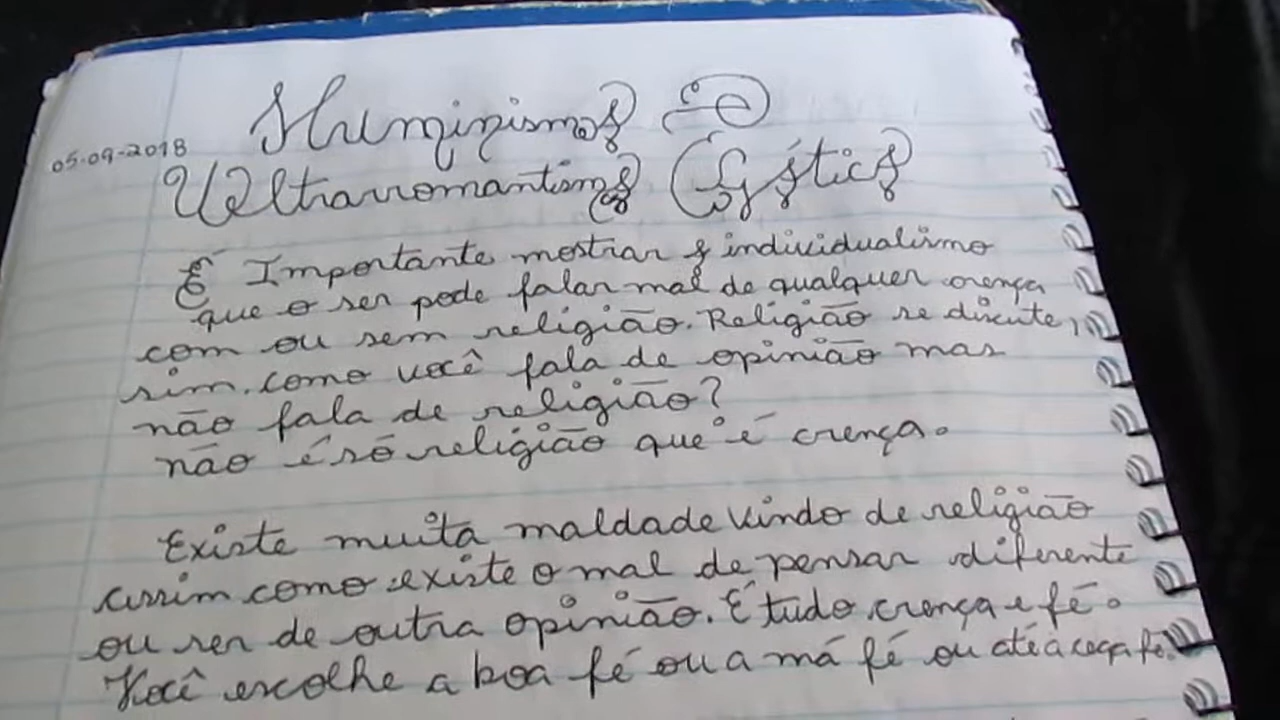 05-09-2018
Huminismo e
Ultrarromantismo Gótico
É Importante mostrar o individualismo
que o ser pode falar mal de qualquer crença
com ou sem religião. Religião se discute,
sim. como você fala de opinião mas
não fala de religião?
não é só religião que é crença.
Existe muita maldade vindo de religião
assim como existe o mal de pensar diferente
ou ser de outra opinião. É tudo crença e fé.
Você escolhe a boa fé ou a má fé ou até a cega fé.